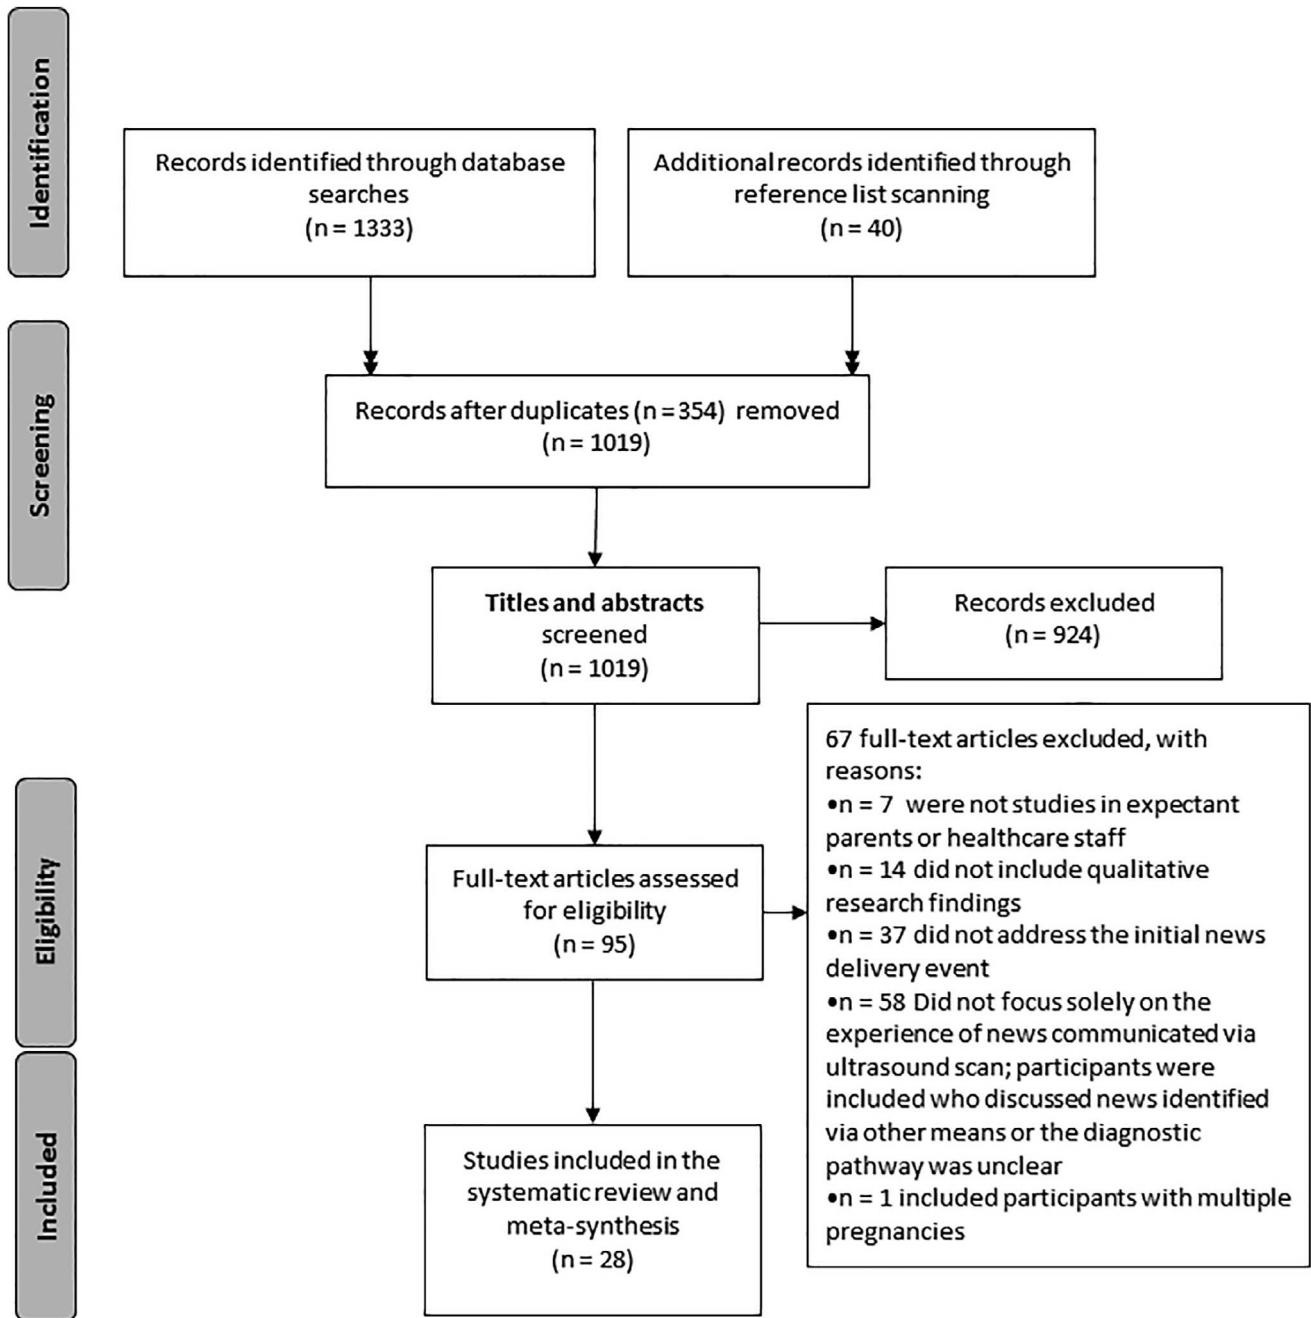 Identification
Records identified through database
searches
(n = 1333)
Additional records identified through
reference list scanning
(n = 40)
Screening
Records after duplicates (n = 354) removed
(n = 1019)
Titles and abstracts
screened
(n = 1019)
Records excluded
(n = 924)
Eligibility
Full-text articles assessed
for eligibility
(n = 95)
67 full-text articles excluded, with
reasons:
•n = 7 were not studies in expectant
parents or healthcare staff
•n = 14 did not include qualitative
research findings
•n = 37 did not address the initial news
delivery event
•n = 58 Did not focus solely on the
experience of news communicated via
ultrasound scan; participants were
included who discussed news identified
via other means or the diagnostic
pathway was unclear
•n = 1 included participants with multiple
pregnancies
Included
Studies included in the
systematic review and
meta-synthesis
(n = 28)